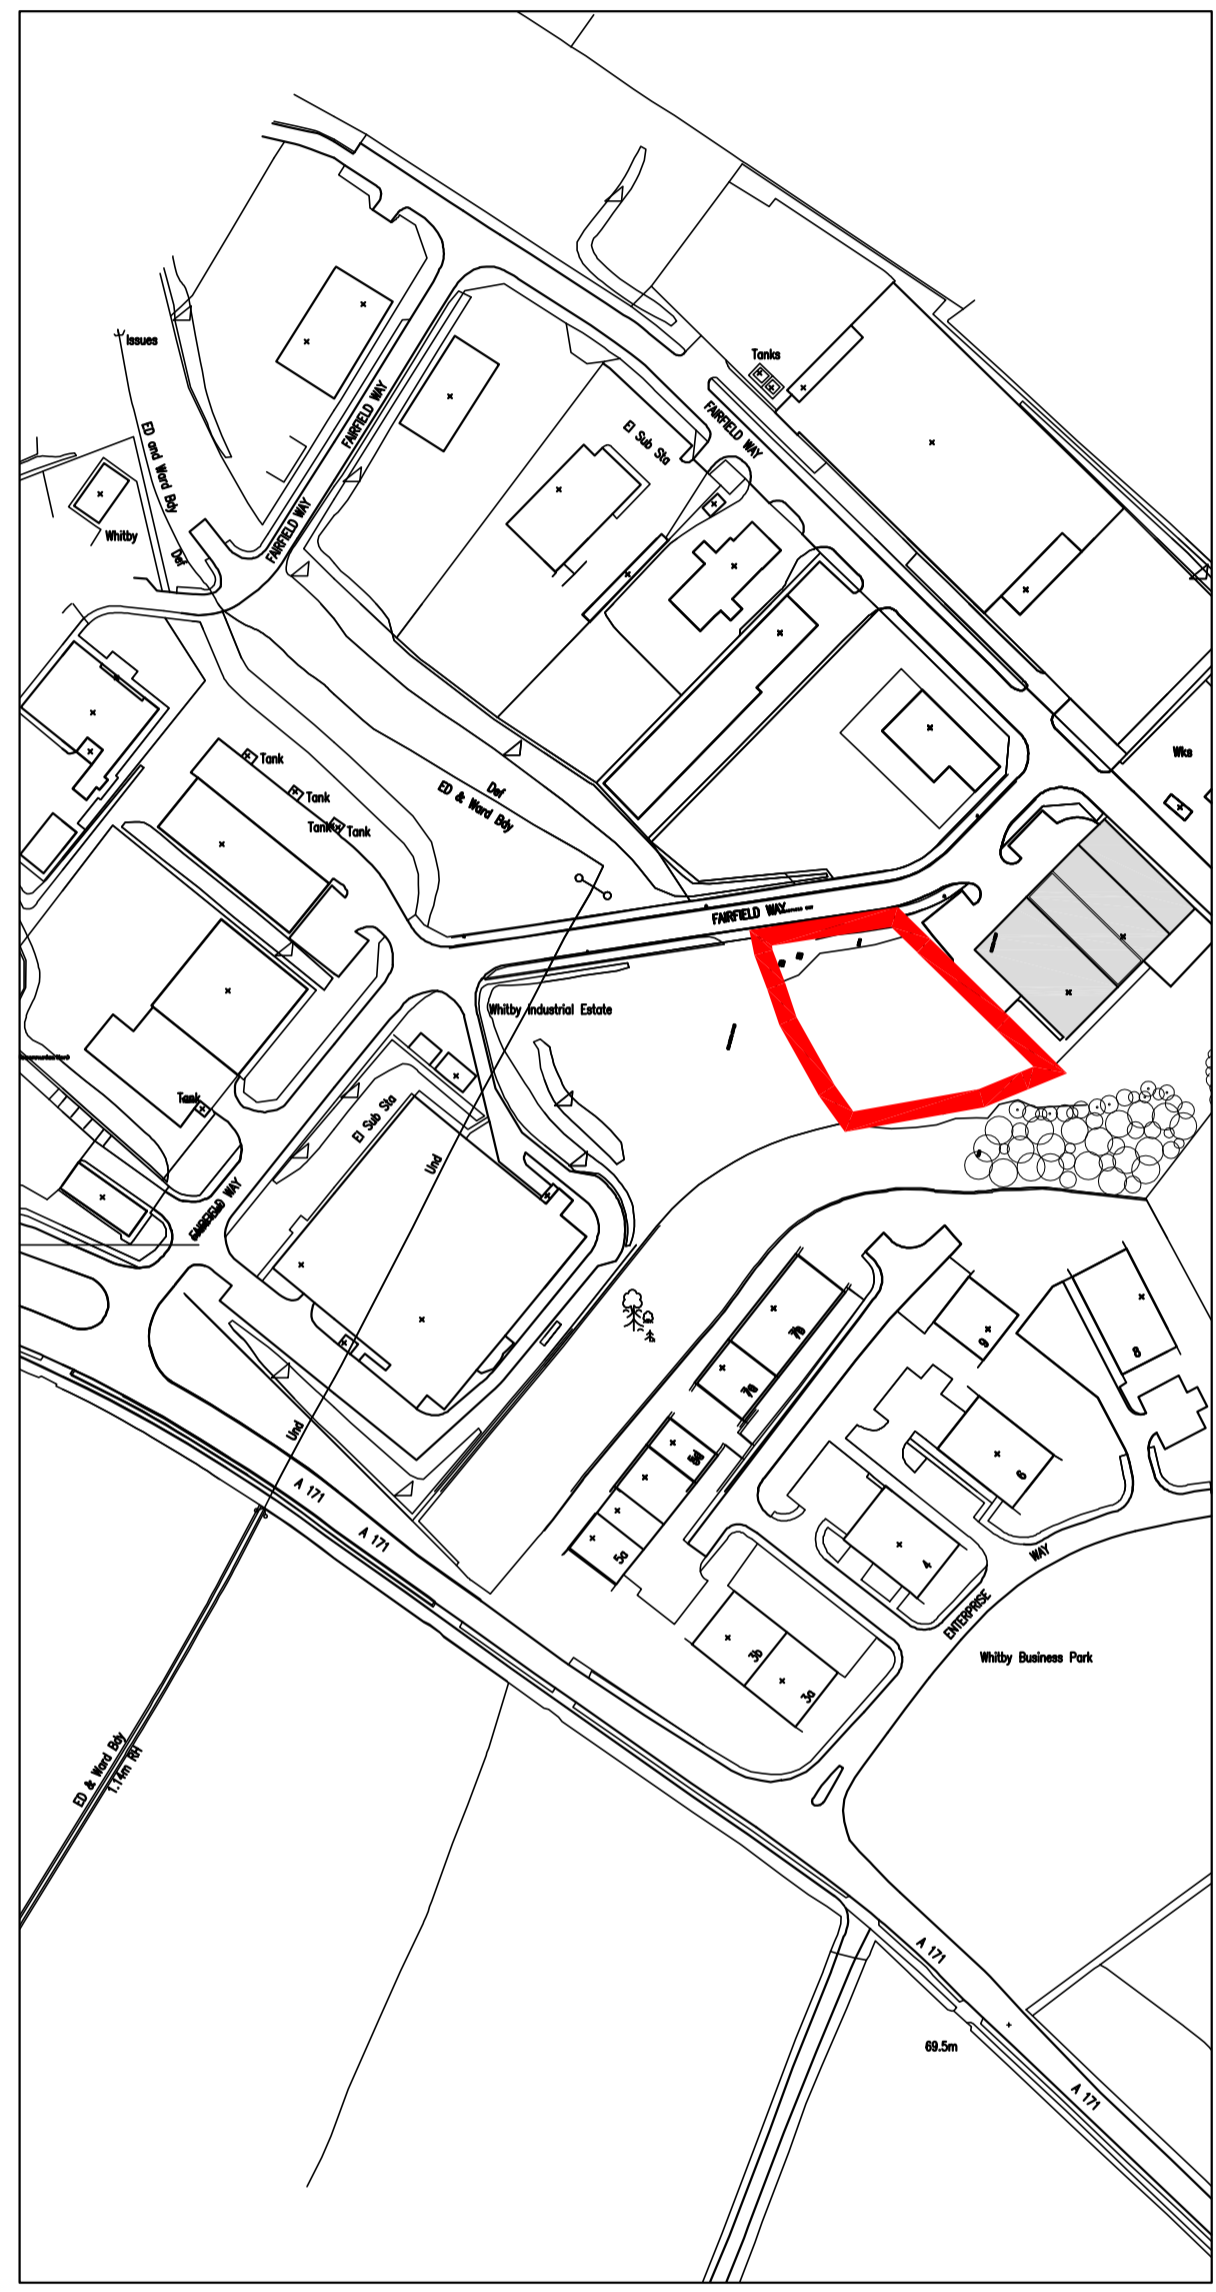 Issues
Tanks
FAIRFIELD WAY
FAIRFIELD WAY
El Sub Sta
ED and Ward Bdy
Whitby
FAIRFIELD WAY
Def
Wks
Tank
Tank
Tank
Tank
Def
ED & Ward Bdy
FAIRFIELD WAY
Whitby Industrial Estate
Tank
El Sub Sta
Und
FAIRFIELD WAY
7b
9
8
7a
Und
6
A 171
A 171
5a
4
WAY
ENTERPRISE
3b
3a
Whitby Business Park
ED & Ward Bdy
1.14m RH
A 171
69.5m
A 171